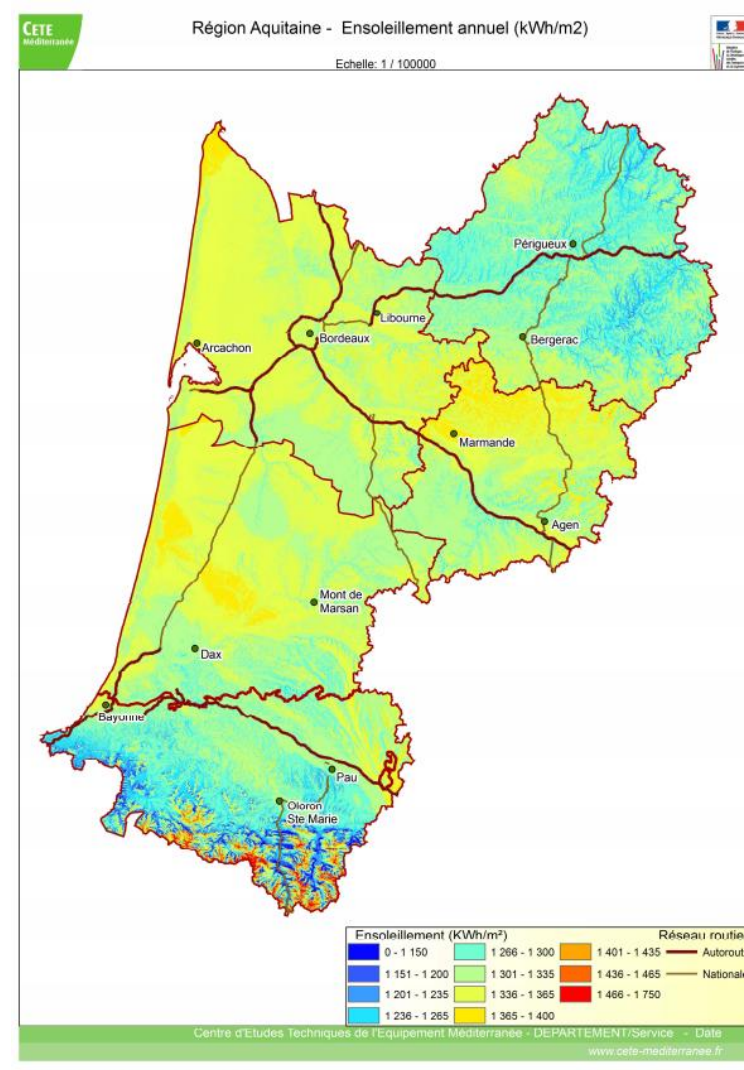 CETE
Méditerranée
Région Aquitaine - Ensoleillement annuel (kWh/m2)
Echelle: 1 / 100000
Périgueux
Libourne
Bordeaux
Bergerac
Arcachon
Marmande
Agen
Mont de
Marsan
Dax
Bayonne
Pau
Oloron
Ste Marie
Ensoleillement (KWh/m²)
Réseau routie
0 - 1 150
1 266 - 1 300
1 401 - 1 435
Autorout
1 151 - 1 200
1 301 - 1 335
1 436 - 1 465
Nationale
1 201 - 1 235
1 336 - 1 365
1 466 - 1 750
1 236 - 1 265
1 365 - 1 400
Centre d'Etudes Techniques de l'Equipement Méditerranée - DEPARTEMENT/Service - Date
www.cete-mediterranee.fr